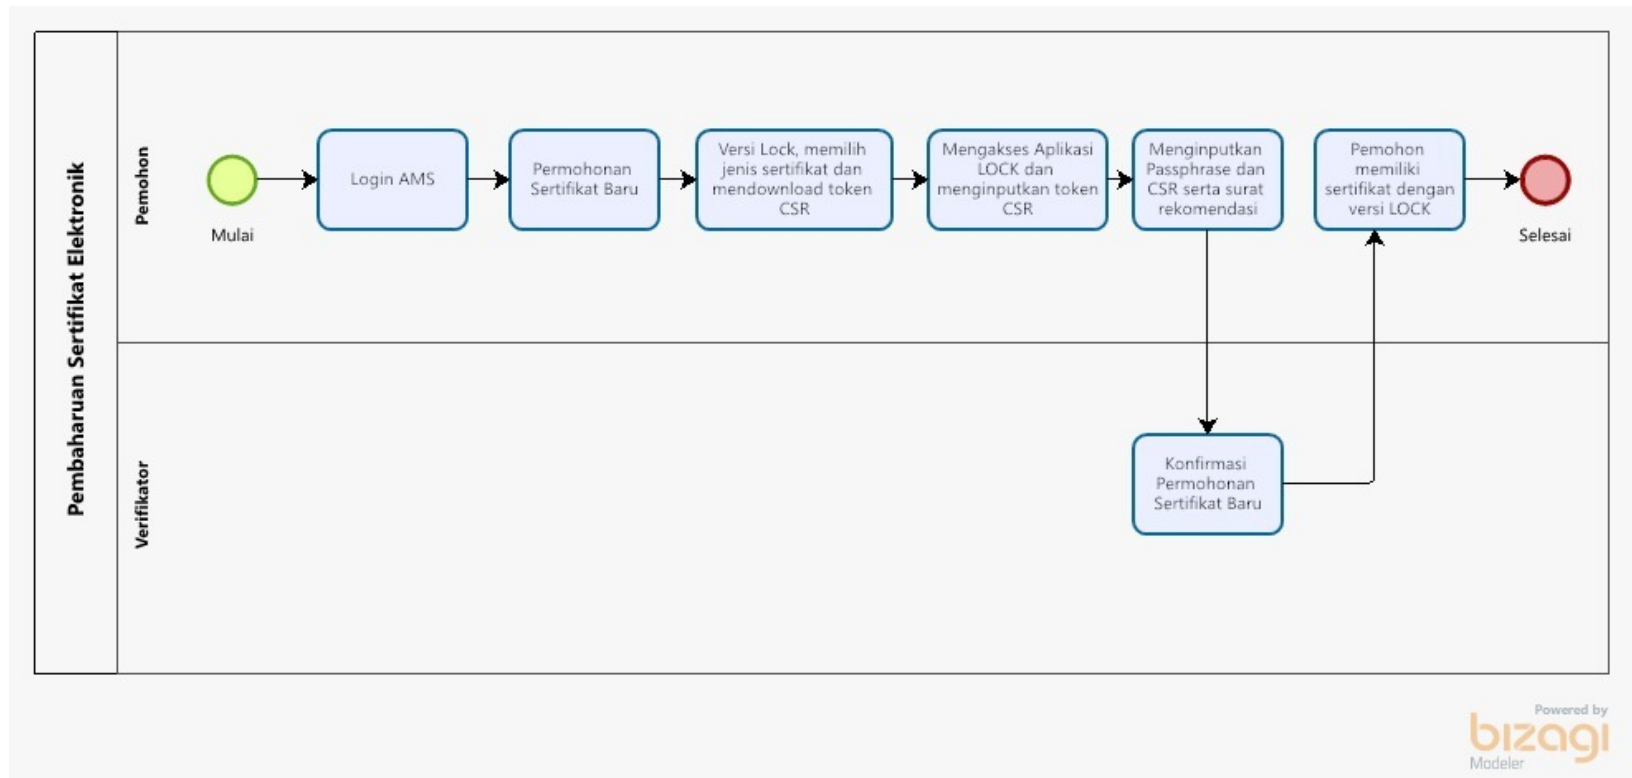 Pembaharuan Sertifikat Elektronik
Pemohon
Mulai
Login AMS
Permohonan
Sertifikat Baru
Versi Lock, memilih
jenis sertifikat dan
mendownload token
CSR
Mengakses Aplikasi
LOCK dan
menginputkan token
CSR
Menginputkan
Passphrase dan
CSR serta surat
rekomendasi
Pemohon
memiliki
sertifikat dengan
versi LOCK
Selesai
Verifikator
Konfirmasi
Permohonan
Sertifikat Baru
Powered by
bizagi
Modeler